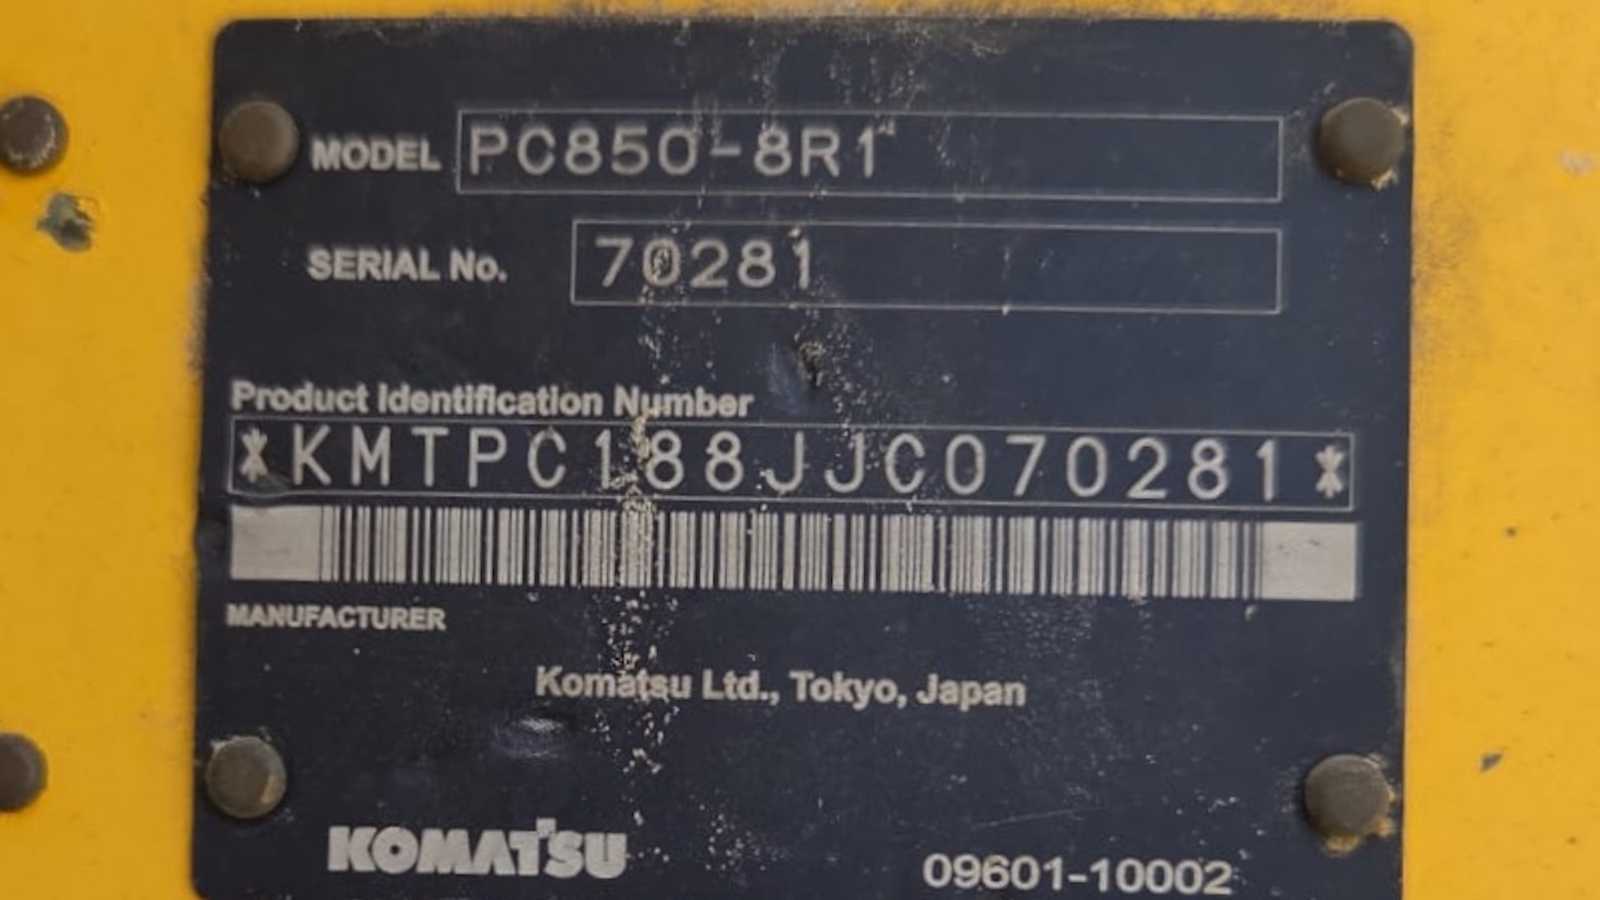 MODEL PC850-8R1
SERIAL No. 70281
Product Identification Number
*KMTPC188JJC070281*
MANUFACTURER
Komatsu Ltd., Tokyo, Japan
KOMATSU 09601-10002